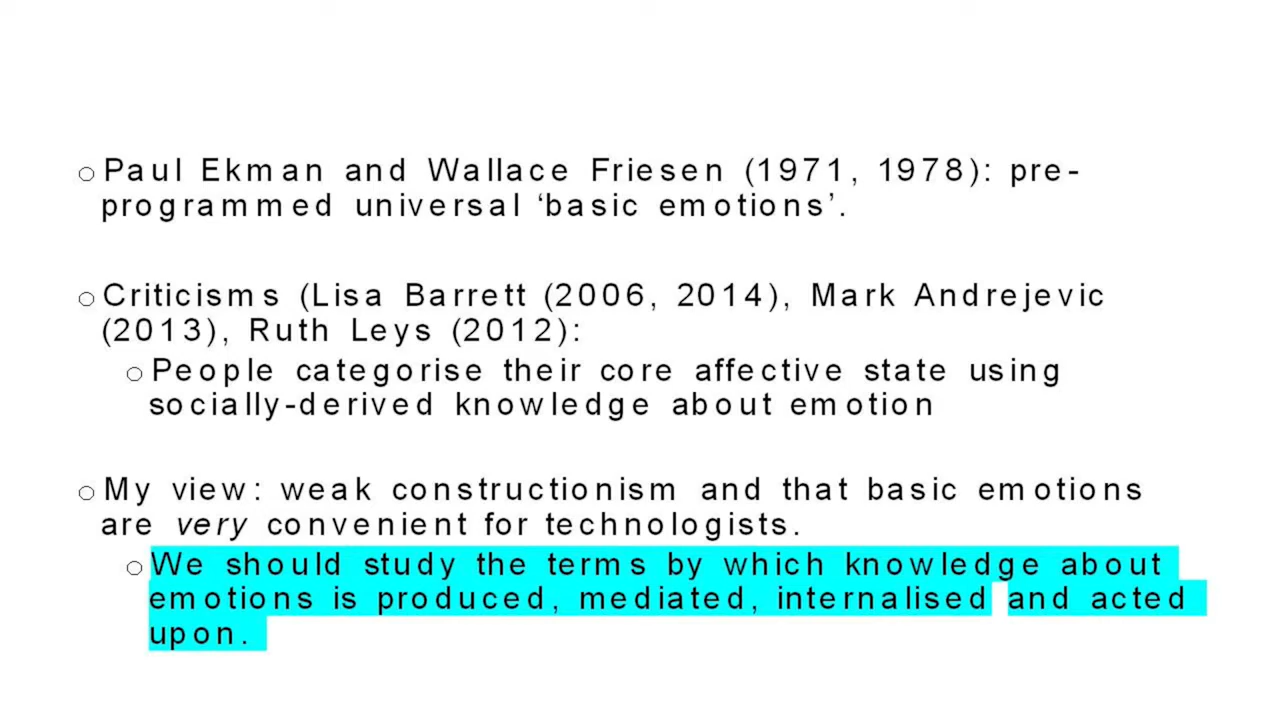 Paul Ekman and Wallace Friesen (1971, 1978): pre-
programmed universal ‘basic emotions’.
Criticisms (Lisa Barrett (2006, 2014), Mark Andrejevic
(2013), Ruth Leys (2012):
People categorise their core affective state using
socially-derived knowledge about emotion
My view: weak constructionism and that basic emotions
are very convenient for technologists.
We should study the terms by which knowledge about
emotions is produced, mediated, internalised and acted
upon.